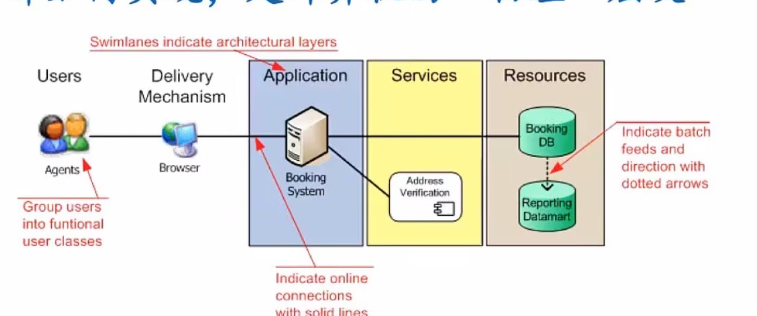 Swimlanes indicate architectural layers
Users
Delivery
Mechanism
Application
Services
Resources
Agents
Browser
Booking
System
Address
Verification
Booking
DB
Reporting
Datamart
Indicate batch
feeds and
direction with
dotted arrows
Group users
into funtional
user classes
Indicate online
connections
with solid lines